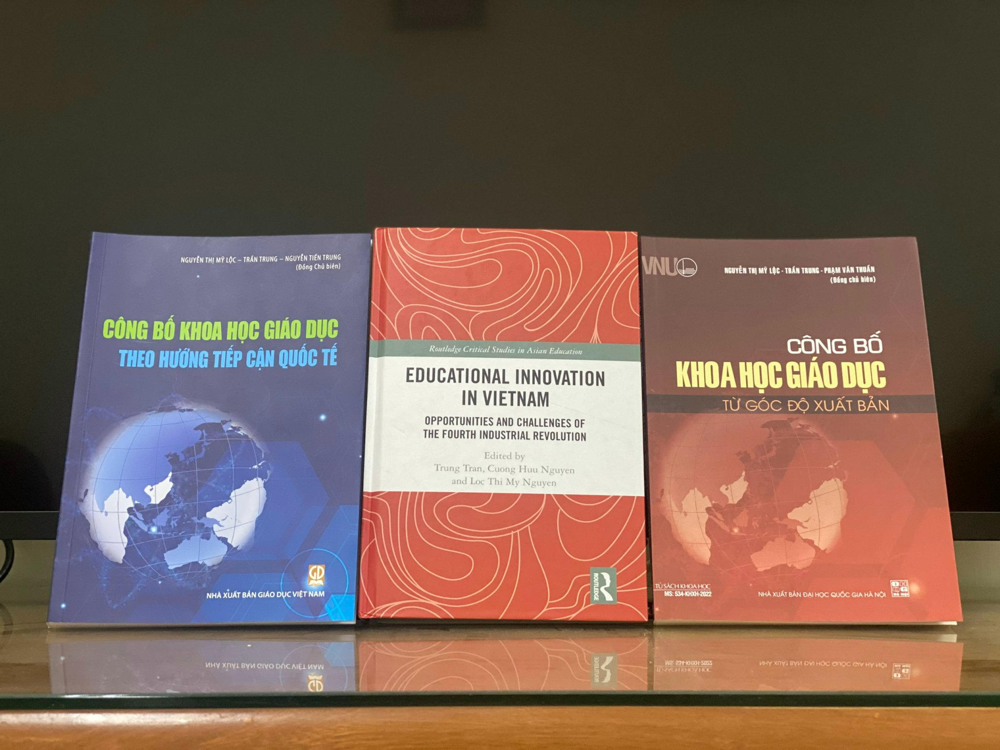 NGUYỄN THỊ MỸ LỘC – TRẦN TRUNG – NGUYỄN TIẾN TRUNG
(Đồng Chủ biên)
CÔNG BỐ KHOA HỌC GIÁO DỤC
THEO HƯỚNG TIẾP CẬN QUỐC TẾ
GD
NHÀ XUẤT BẢN GIÁO DỤC VIỆT NAM
Routledge Critical Studies in Asian Education
EDUCATIONAL INNOVATION
IN VIETNAM
OPPORTUNITIES AND CHALLENGES OF
THE FOURTH INDUSTRIAL REVOLUTION
Edited by
Trung Tran, Cuong Huu Nguyen
and Loc Thi My Nguyen
ROUTLEDGE
VNU
NGUYỄN THỊ MỸ LỘC - TRẦN TRUNG - PHẠM VĂN THUẦN
(Đồng chủ biên)
CÔNG BỐ
KHOA HỌC GIÁO DỤC
TỪ GÓC ĐỘ XUẤT BẢN
TỦ SÁCH KHOA HỌC
MS: 534-KHXH-2022
NHÀ XUẤT BẢN ĐẠI HỌC QUỐC GIA HÀ NỘI
HÀ NỘI